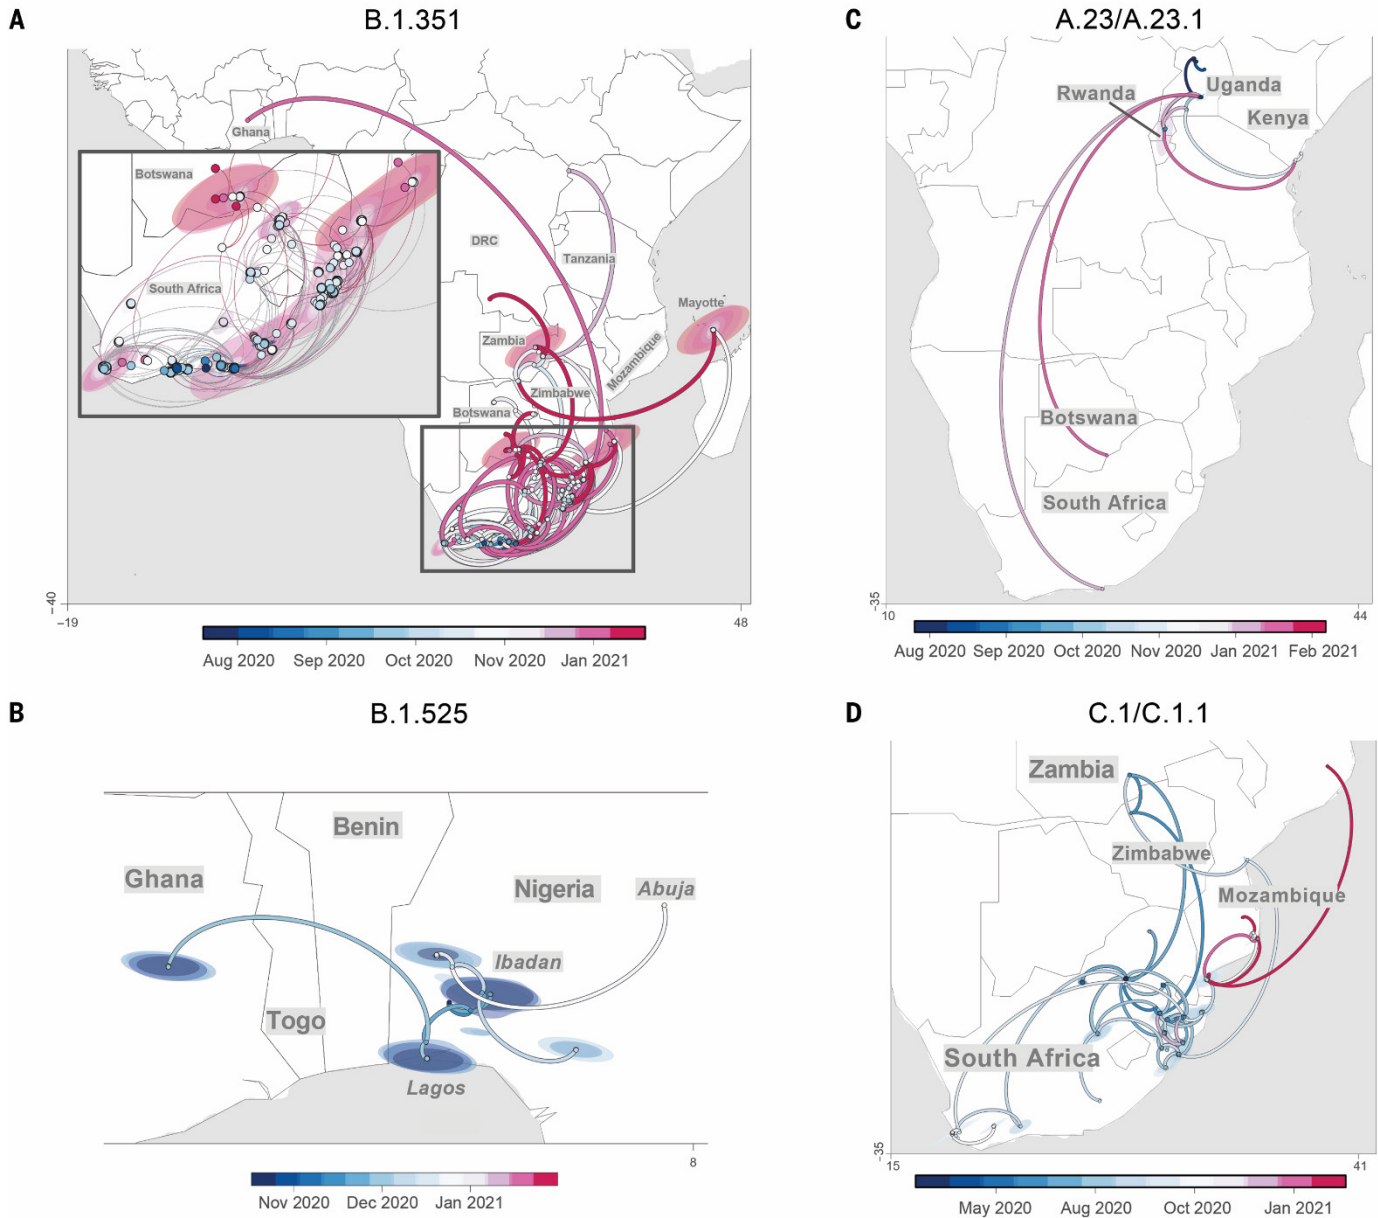 A
B.1.351
Ghana
Botswana
South Africa
DRC
Tanzania
Mayotte
Zambia
Mozambique
Zimbabwe
Botswana
-40
-19
48
Aug 2020 Sep 2020 Oct 2020 Nov 2020 Jan 2021
C
A.23/A.23.1
Uganda
Rwanda
Kenya
Botswana
South Africa
-35
10
44
Aug 2020 Sep 2020 Oct 2020 Nov 2020 Jan 2021 Feb 2021
B
B.1.525
Benin
Ghana
Nigeria
Abuja
Ibadan
Togo
Lagos
8
Nov 2020 Dec 2020 Jan 2021
D
C.1/C.1.1
Zambia
Zimbabwe
Mozambique
South Africa
-35
15
41
May 2020 Aug 2020 Oct 2020 Jan 2021